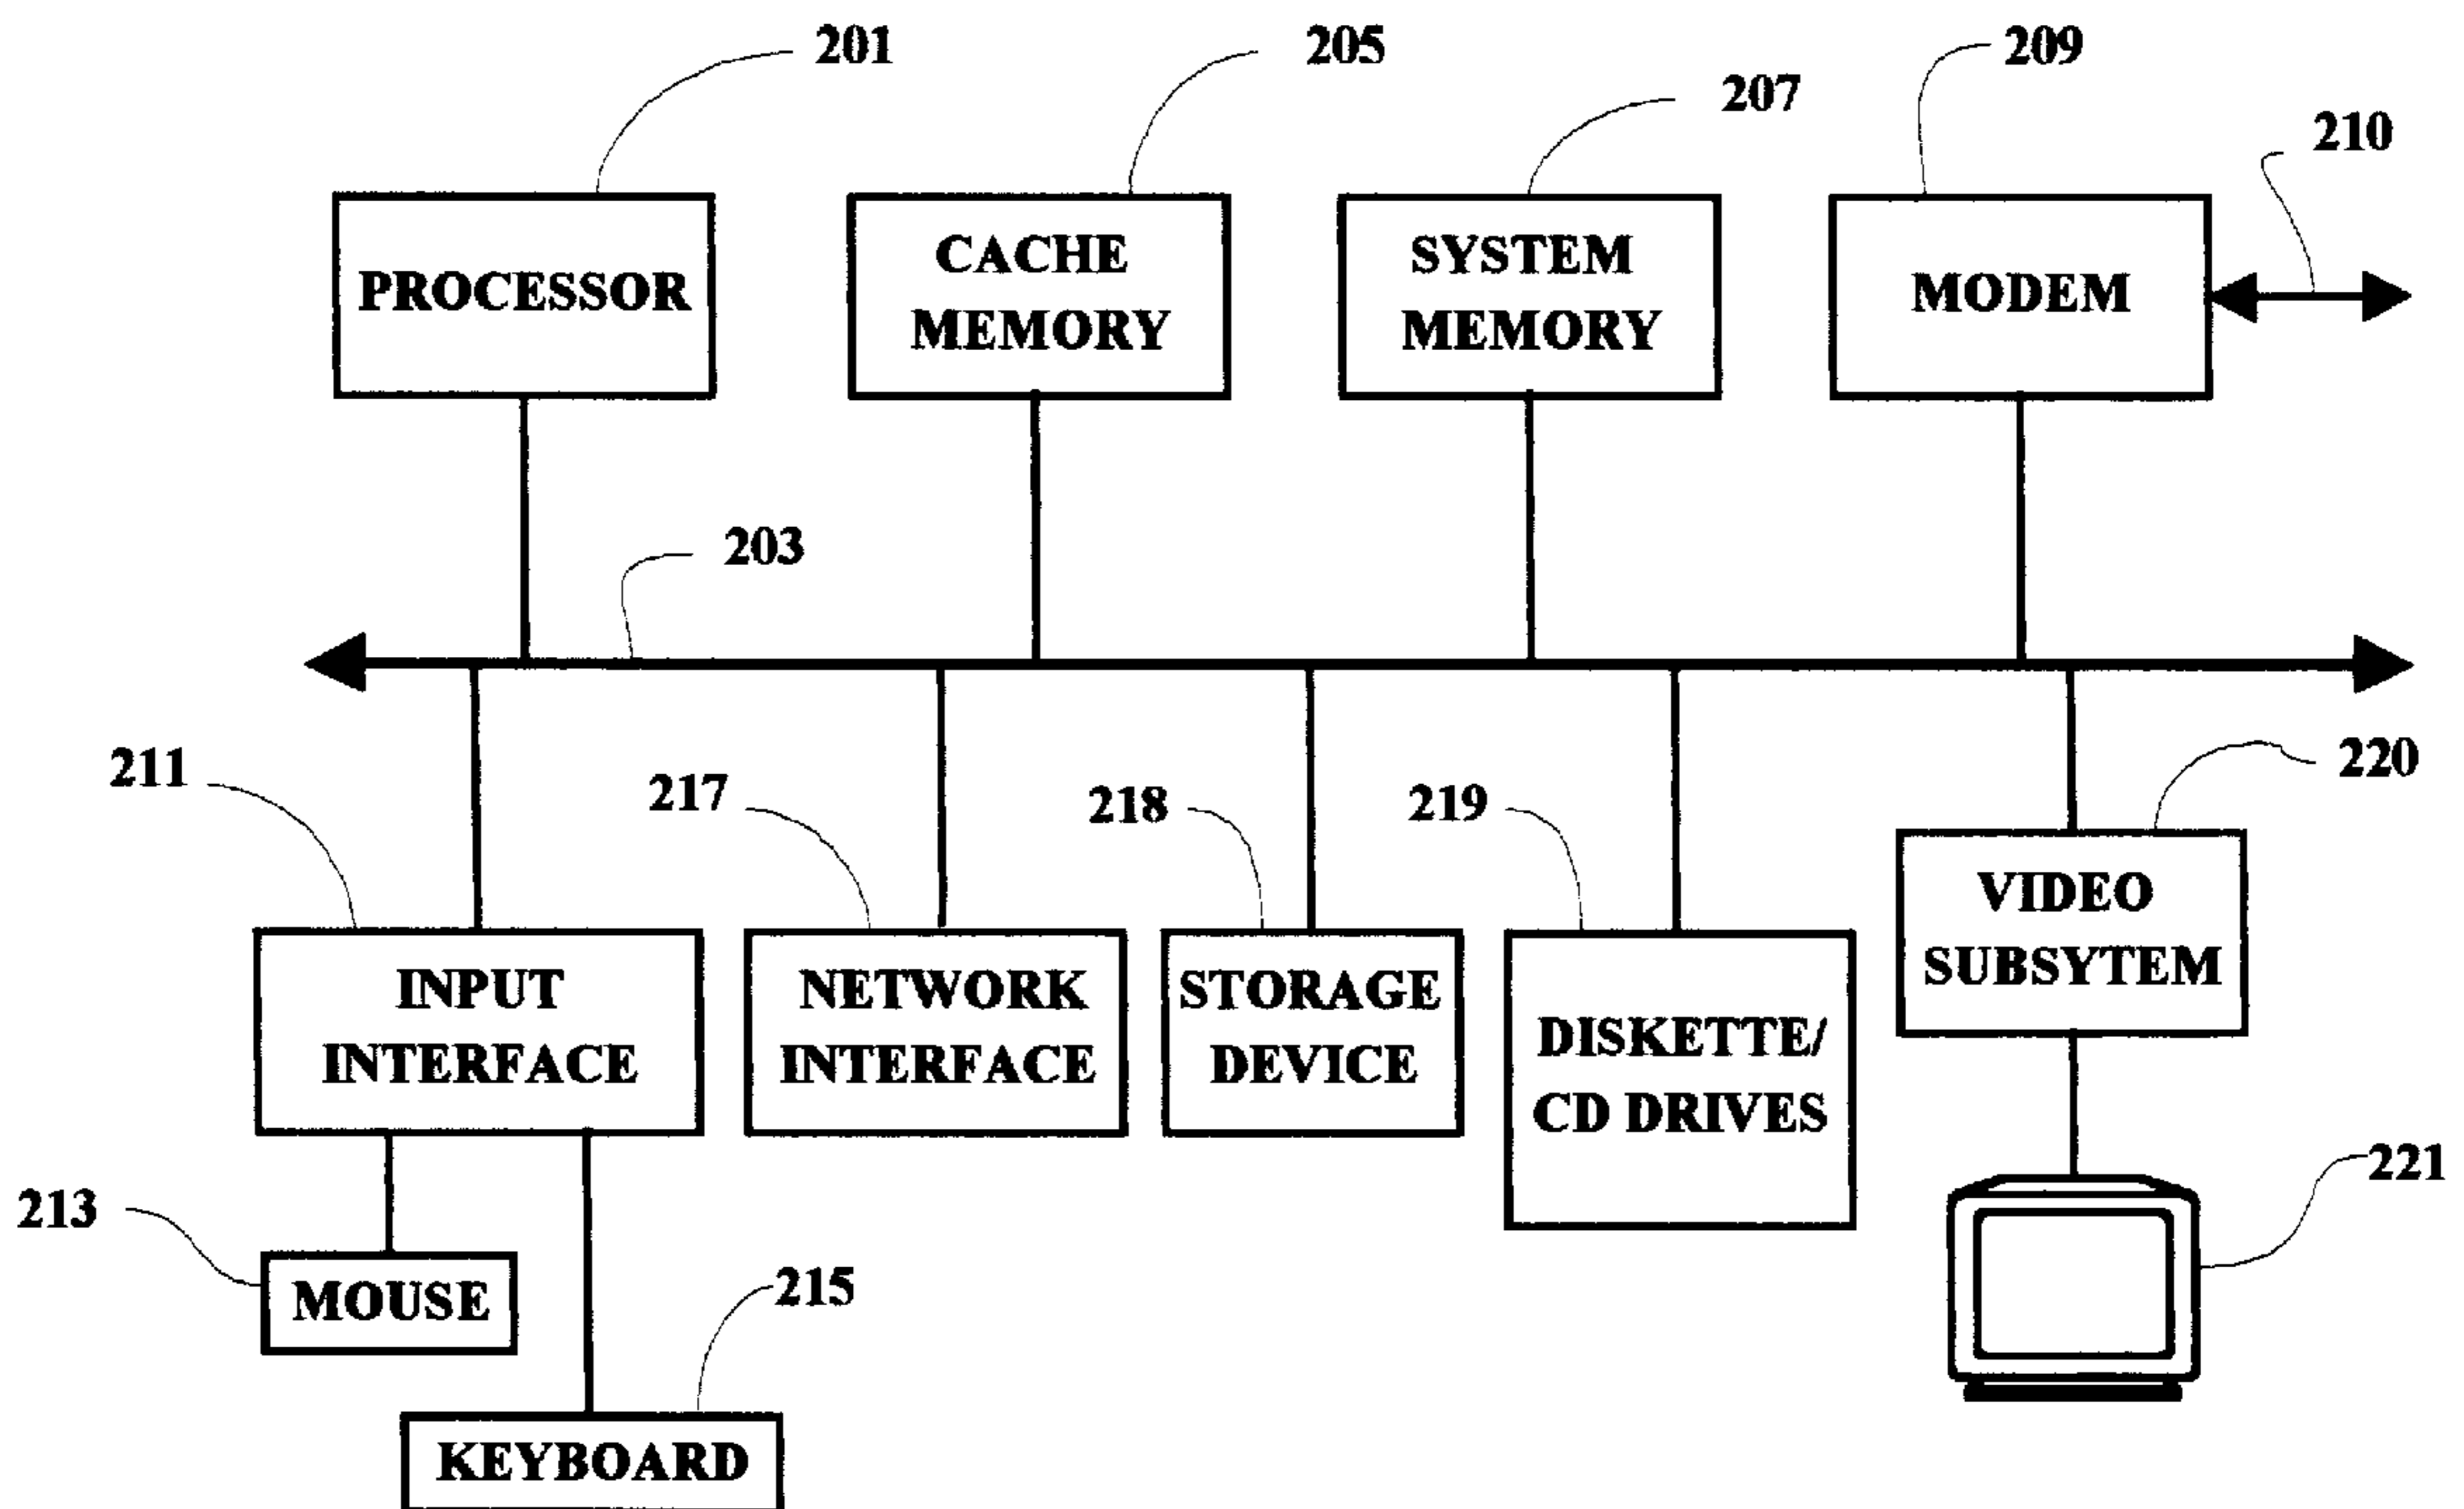 201
205
209
207
210
PROCESSOR
CACHE
MEMORY
SYSTEM
MEMORY
MODEM
203
211
217
218
219
220
INPUT
INTERFACE
NETWORK
INTERFACE
STORAGE
DEVICE
DISKETTE/
CD DRIVES
VIDEO
SUBSYTEM
213
221
MOUSE
215
KEYBOARD